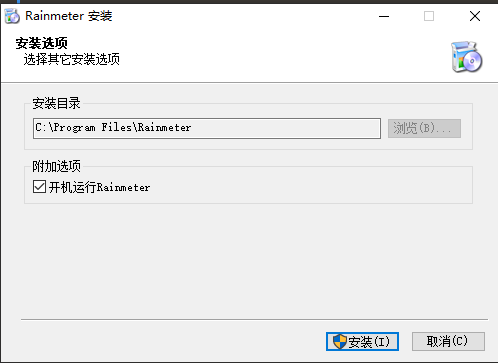 Rainmeter 安装
安装选项
选择其它安装选项
安装目录
C:\Program Files\Rainmeter
浏览(B)...
附加选项
开机运行Rainmeter
安装(I)
取消(C)